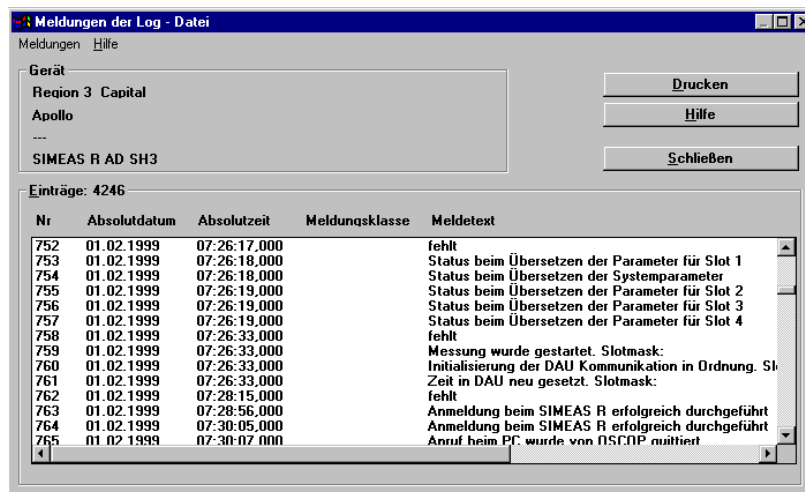 Meldungen der Log - Datei
Meldungen Hilfe
Gerät
Region 3 Capital
Apollo
---
SIMEAS R AD SH3
Drucken
Hilfe
Schließen
Einträge: 4246
Nr Absolutdatum Absolutzeit Meldungsklasse Meldetext
752 01.02.1999 07:26:17,000 fehlt
753 01.02.1999 07:26:18,000 Status beim Übersetzen der Parameter für Slot 1
754 01.02.1999 07:26:18,000 Status beim Übersetzen der Systemparameter
755 01.02.1999 07:26:19,000 Status beim Übersetzen der Parameter für Slot 2
756 01.02.1999 07:26:19,000 Status beim Übersetzen der Parameter für Slot 3
757 01.02.1999 07:26:19,000 Status beim Übersetzen der Parameter für Slot 4
758 01.02.1999 07:26:33,000 fehlt
759 01.02.1999 07:26:33,000 Messung wurde gestartet. Slotmask:
760 01.02.1999 07:26:33,000 Initialisierung der DAU Kommunikation in Ordnung. Sl
761 01.02.1999 07:26:33,000 Zeit in DAU neu gesetzt. Slotmask:
762 01.02.1999 07:28:15,000 fehlt
763 01.02.1999 07:28:56,000 Anmeldung beim SIMEAS R erfolgreich durchgeführt
764 01.02.1999 07:30:05,000 Anmeldung beim SIMEAS R erfolgreich durchgeführt
765 01.02.1999 07:30:07,000 Anruf beim PC wurde von OSCOP quittiert